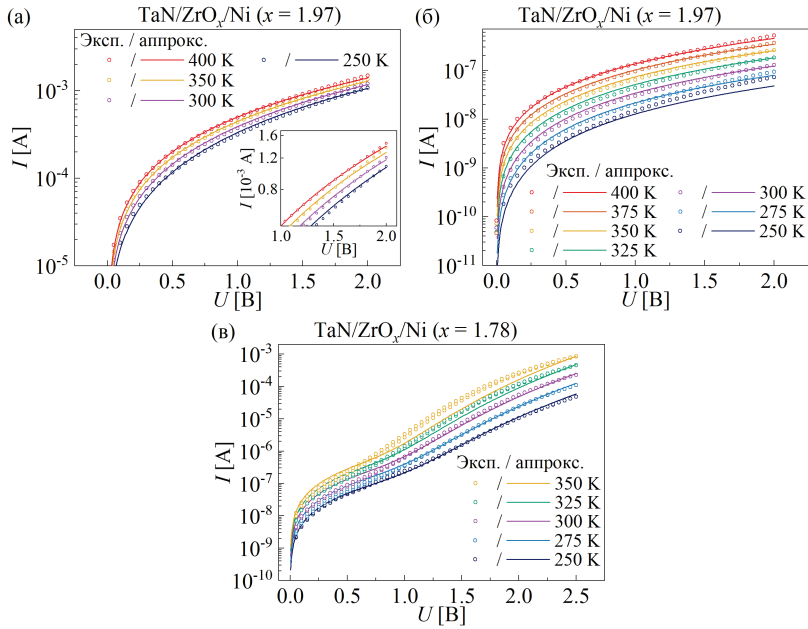 (а)
TaN/ZrOₓ/Ni (x = 1.97)
Эксп. / аппрокс.
/ 400 K
/ 350 K
/ 300 K
/ 250 K
10⁻³
10⁻⁴
10⁻⁵
I [A]
0.0 0.5 1.0 1.5 2.0
U [В]
1.6
1.2
0.8
I [10⁻³ A]
1.0 1.5 2.0
U [В]
(б)
TaN/ZrOₓ/Ni (x = 1.97)
10⁻⁷
10⁻⁸
10⁻⁹
10⁻¹⁰
10⁻¹¹
I [A]
Эксп. / аппрокс.
/ 400 K
/ 375 K
/ 350 K
/ 325 K
/ 300 K
/ 275 K
/ 250 K
0.0 0.5 1.0 1.5 2.0
U [В]
(в)
TaN/ZrOₓ/Ni (x = 1.78)
10⁻³
10⁻⁴
10⁻⁵
10⁻⁶
10⁻⁷
10⁻⁸
10⁻⁹
10⁻¹⁰
I [A]
Эксп. / аппрокс.
/ 350 K
/ 325 K
/ 300 K
/ 275 K
/ 250 K
0.0 0.5 1.0 1.5 2.0 2.5
U [В]